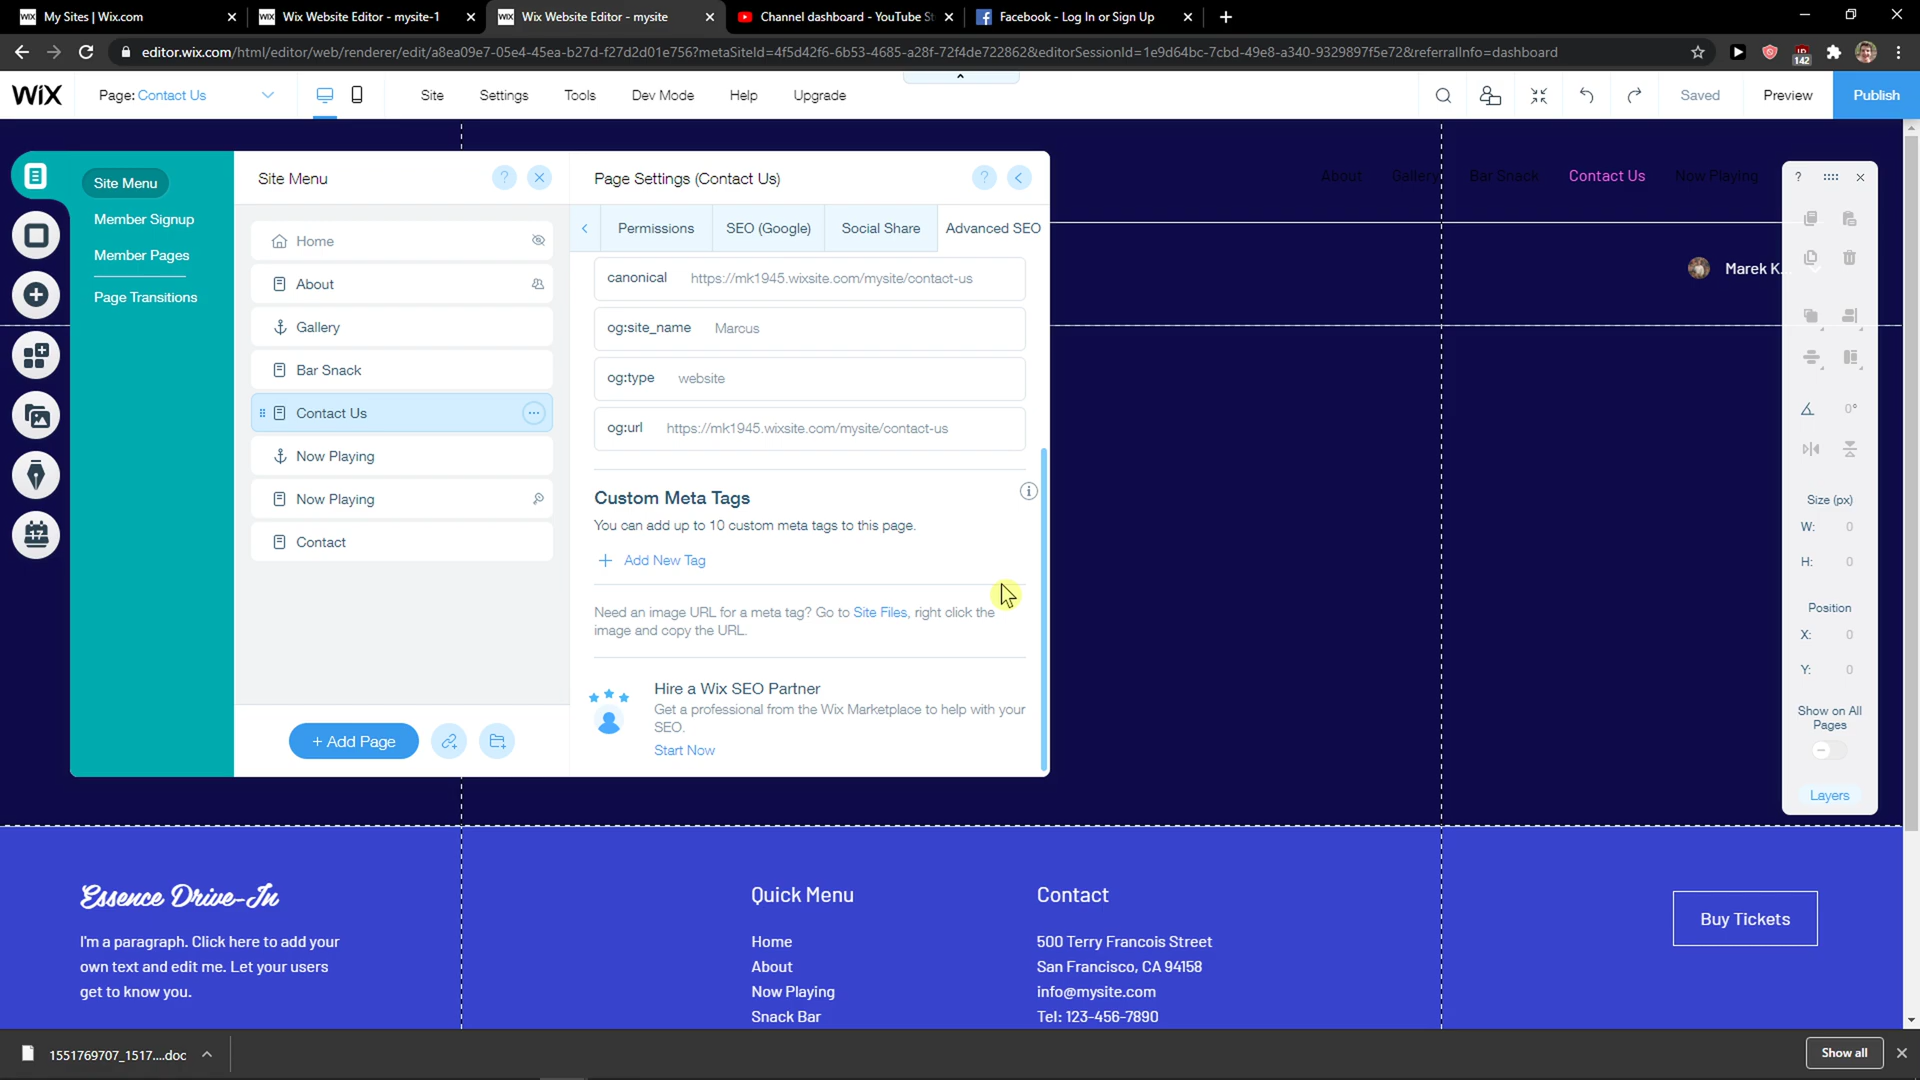 My Sites | Wix.com
Wix Website Editor - mysite-1
Wix Website Editor - mysite
Channel dashboard - YouTube St
Facebook - Log In or Sign Up
editor.wix.com/html/editor/web/renderer/edit/a8ea09e7-05e4-45ea-b27d-f27d2d01e756?metaSiteId=4f5d42f6-6b53-4685-a28f-72f4de722862&editorSessionId=1e9d64bc-7cbd-49e8-a340-9329897f5e72&referralInfo=dashboard
142
WiX
Page: Contact Us
Site
Settings
Tools
Dev Mode
Help
Upgrade
Saved
Preview
Publish
Site Menu
Member Signup
Member Pages
Page Transitions
Site Menu
?
Home
About
Gallery
Bar Snack
Contact Us
Now Playing
Now Playing
Contact
+ Add Page
Page Settings (Contact Us)
?
Permissions
SEO (Google)
Social Share
Advanced SEO
canonical https://mk1945.wixsite.com/mysite/contact-us
og:site_name Marcus
og:type website
og:url https://mk1945.wixsite.com/mysite/contact-us
Custom Meta Tags
You can add up to 10 custom meta tags to this page.
+ Add New Tag
Need an image URL for a meta tag? Go to Site Files, right click the
image and copy the URL.
Hire a Wix SEO Partner
Get a professional from the Wix Marketplace to help with your
SEO.
Start Now
About
Gallery
Bar Snack
Contact Us
Now Playing
Marek K...
?
0°
Size (px)
W: 0
H: 0
Position
X: 0
Y: 0
Show on All
Pages
Layers
17
Essence Drive-In
I'm a paragraph. Click here to add your
own text and edit me. Let your users
get to know you.
Quick Menu
Home
About
Now Playing
Snack Bar
Contact
500 Terry Francois Street
San Francisco, CA 94158
info@mysite.com
Tel: 123-456-7890
Buy Tickets
1551769707_1517....doc
Show all